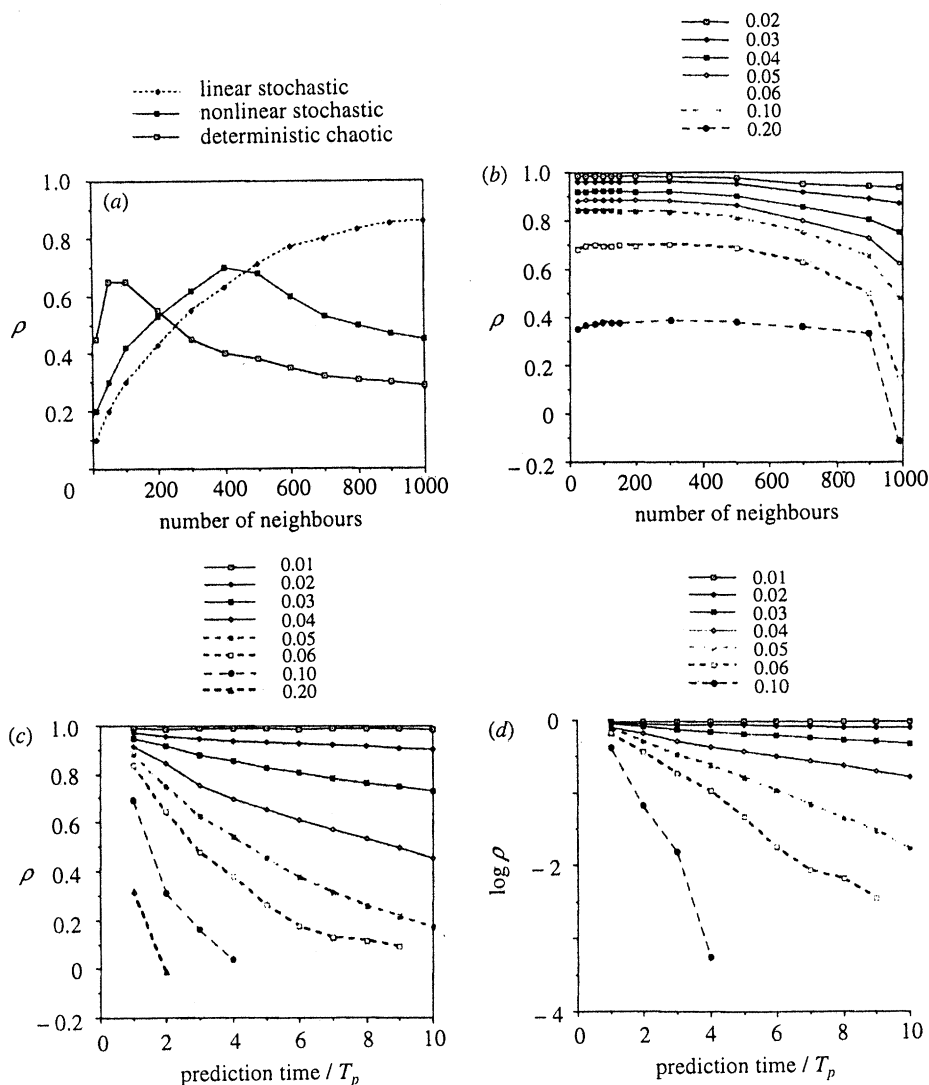 linear stochastic
nonlinear stochastic
deterministic chaotic
(a)
1.0
0.8
0.6
0.4
0.2
0
ρ
0 200 400 600 800 1000
number of neighbours
0.02
0.03
0.04
0.05
0.06
0.10
0.20
(b)
1.0
0.8
0.6
0.4
0.2
0
− 0.2
ρ
0 200 400 600 800 1000
number of neighbours
0.01
0.02
0.03
0.04
0.05
0.06
0.10
0.20
(c)
1.0
0.8
0.6
0.4
0.2
0
− 0.2
ρ
0 2 4 6 8 10
prediction time / Tp
0.01
0.02
0.03
0.04
0.05
0.06
0.10
(d)
0
− 2
− 4
log ρ
0 2 4 6 8 10
prediction time / Tp